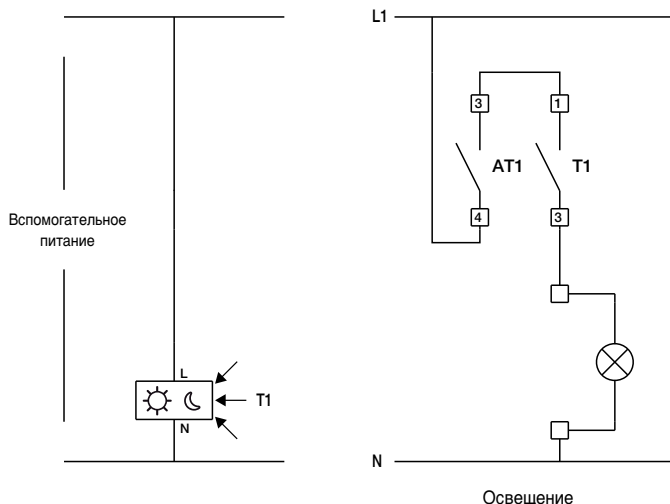 L1
3
1
AT1
T1
Вспомогательное
питание
4
3
L
T1
N
N
Освещение